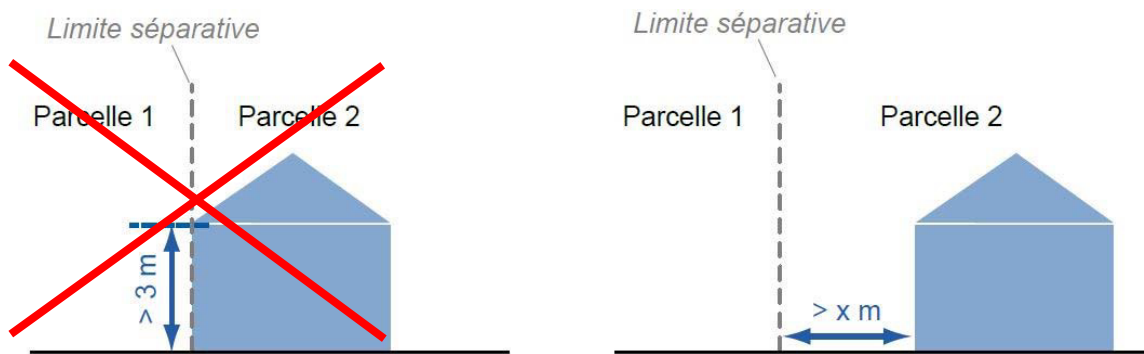 Limite séparative
Parcelle 1
Parcelle 2
> 3 m
Limite séparative
Parcelle 1
Parcelle 2
> x m